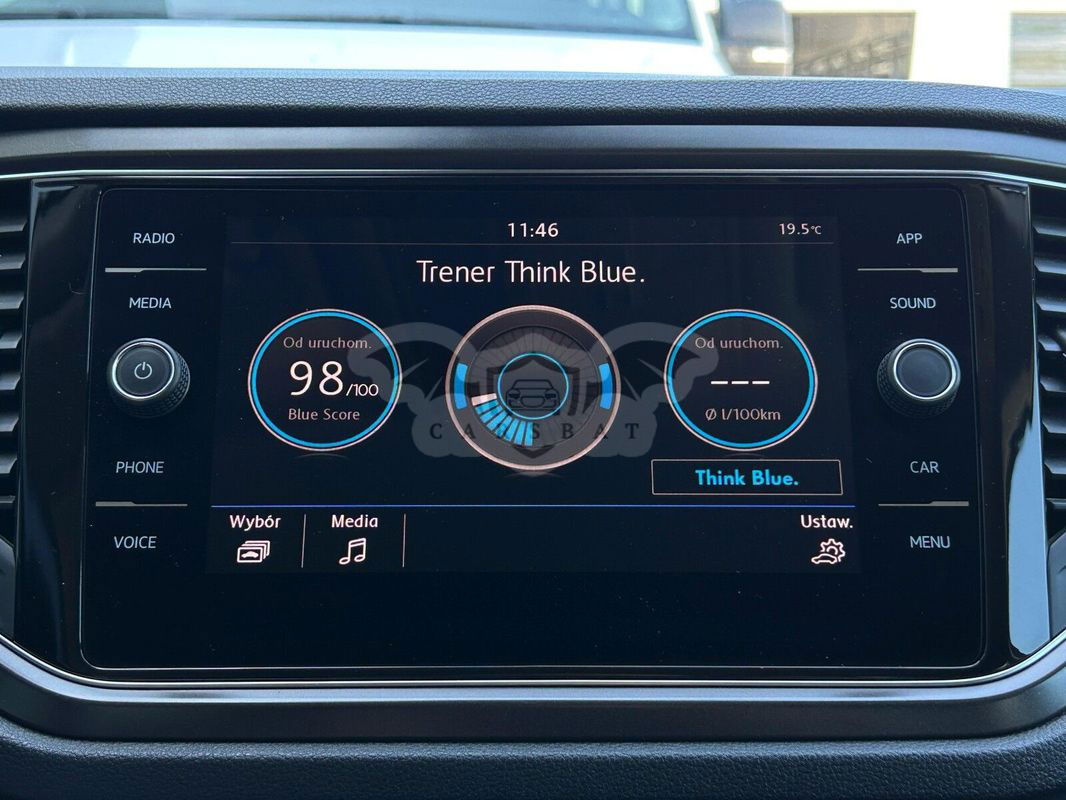 11:46
19.5°C
Trener Think Blue.
RADIO
MEDIA
PHONE
VOICE
Od uruchom.
98/100
Blue Score
CARSBAT
Od uruchom.
---
Ø l/100km
Think Blue.
Wybór
Media
Ustaw.
APP
SOUND
CAR
MENU